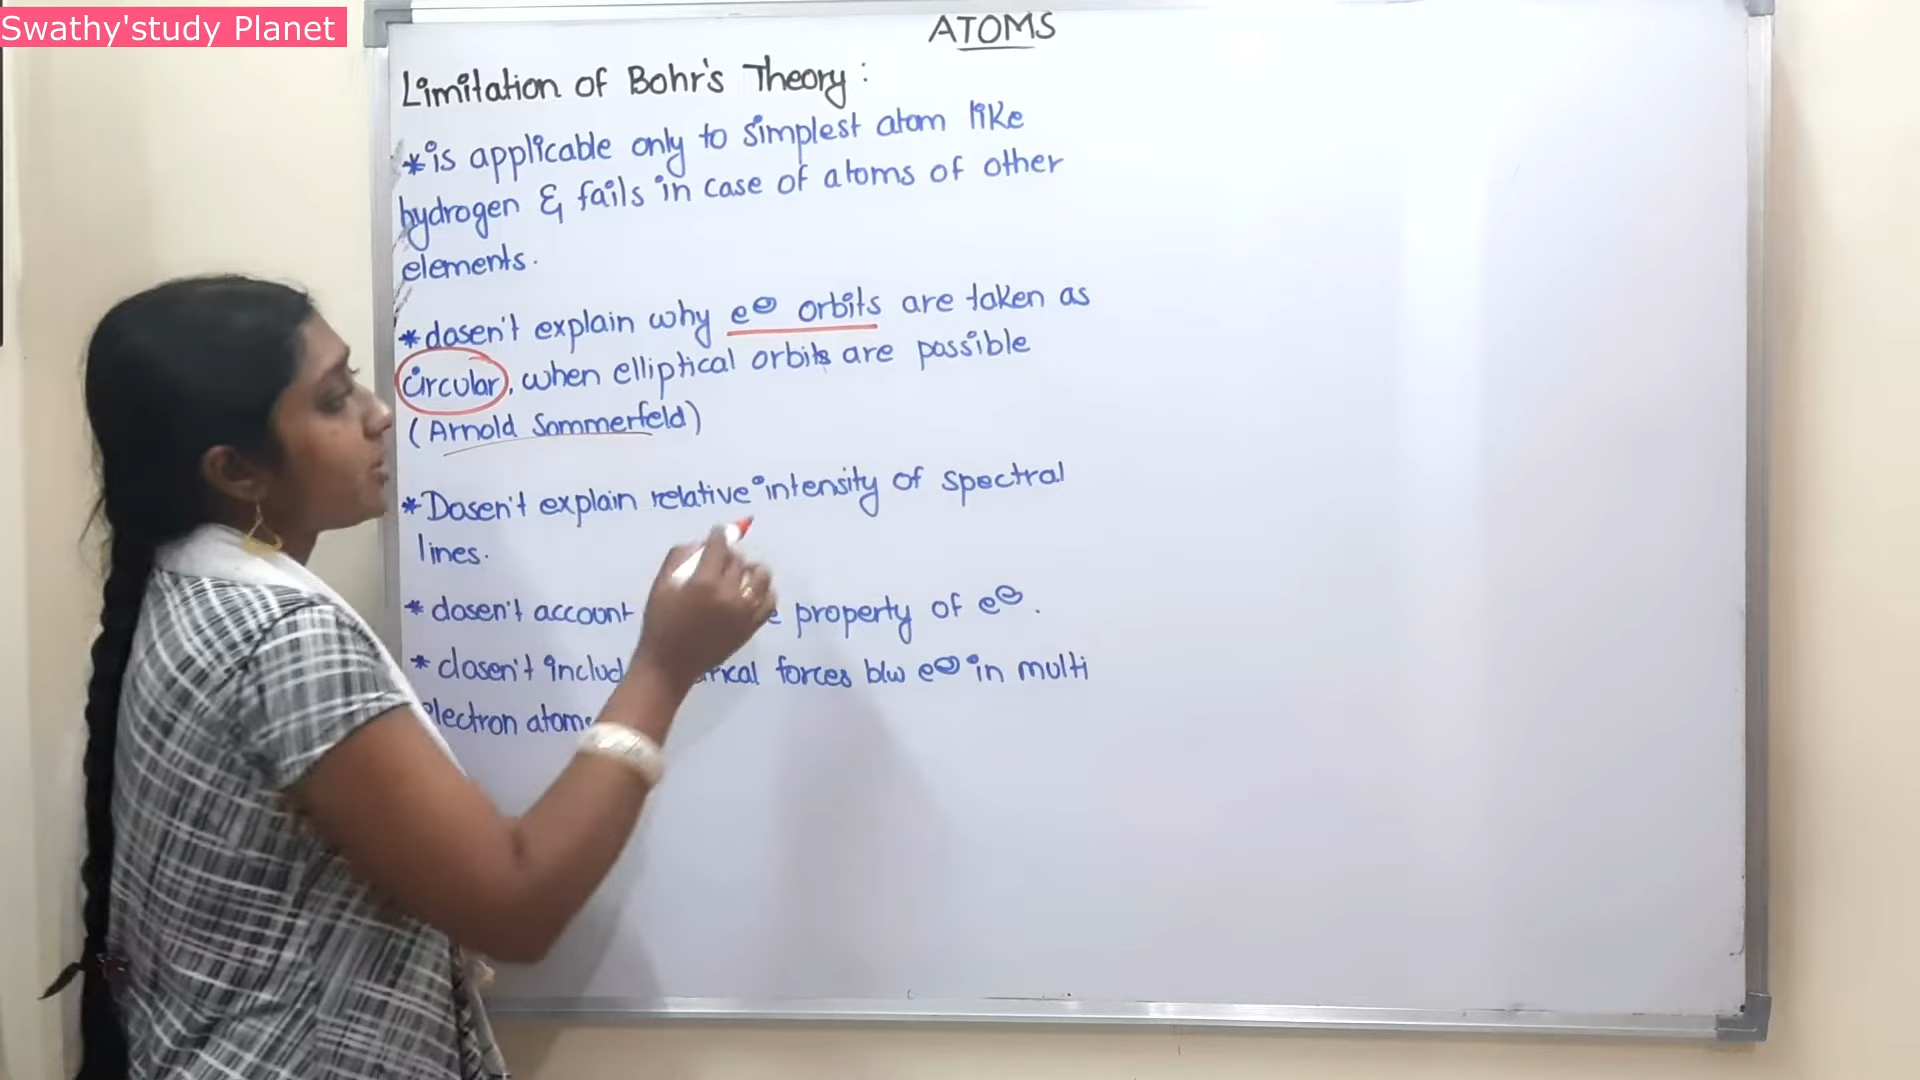 Swathy'study Planet
ATOMS
Limitation of Bohr's Theory :
*is applicable only to simplest atom like
hydrogen & fails in case of atoms of other
elements.
*dosen't explain why e⊖ orbits are taken as
circular, when elliptical orbits are possible
(Arnold Sommerfeld)
*Dosen't explain relative intensity of spectral
lines.
* dosen't account property of e⊖.
* dosen't forces b/w e⊖ in multi
electron